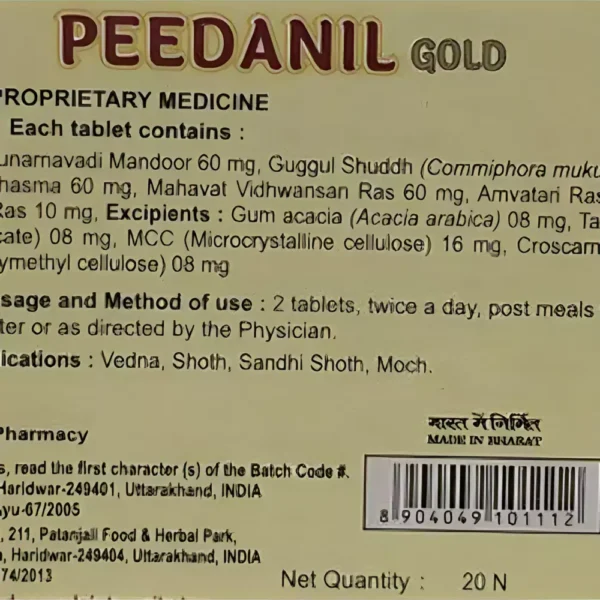 PEEDANIL GOLD
PROPRIETARY MEDICINE
Each tablet contains :
unarnavadi Mandoor 60 mg, Guggul Shuddh (Commiphora muku
hasma 60 mg, Mahavat Vidhwansan Ras 60 mg, Amvatari Ras
Ras 10 mg, Excipients : Gum acacia (Acacia arabica) 08 mg, Ta
cate) 08 mg, MCC (Microcrystalline cellulose) 16 mg, Croscarm
ymethyl cellulose) 08 mg
sage and Method of use : 2 tablets, twice a day, post meals
ter or as directed by the Physician.
ications : Vedna, Shoth, Sandhi Shoth, Moch.
भारत में निर्मित
MADE IN BHARAT
Pharmacy
s, read the first character (s) of the Batch Code #.
Haridwar-249401, Uttarakhand, INDIA
Ayu-67/2005
, 211, Patanjali Food & Herbal Park,
, Haridwar-249404, Uttarakhand, INDIA
74/2013
8 904049 101112
Net Quantity : 20 N